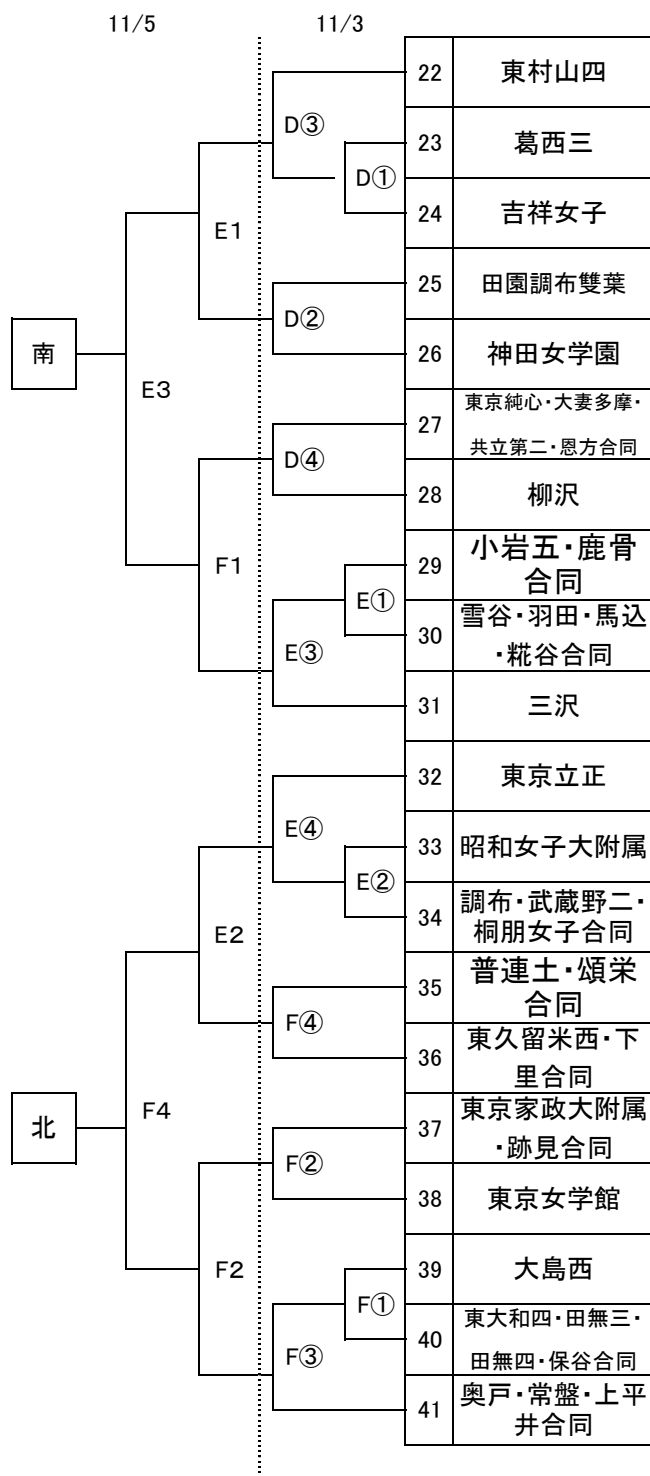 11/5 11/3
22 東村山四
D③
23 葛西三
D①
24 吉祥女子
E1
25 田園調布雙葉
D②
南
26 神田女学園
E3
27 東京純心・大妻多摩・
共立第二・恩方合同
D④
28 柳沢
F1
29 小岩五・鹿骨
合同
E①
30 雪谷・羽田・馬込
・糀谷合同
E③
31 三沢
32 東京立正
E④
33 昭和女子大附属
E②
34 調布・武蔵野二・
桐朋女子合同
E2
35 普連土・頌栄
合同
F④
36 東久留米西・下
里合同
北
F4
37 東京家政大附属
・跡見合同
F②
38 東京女学館
F2
39 大島西
F①
40 東大和四・田無三・
田無四・保谷合同
F③
41 奥戸・常盤・上平
井合同